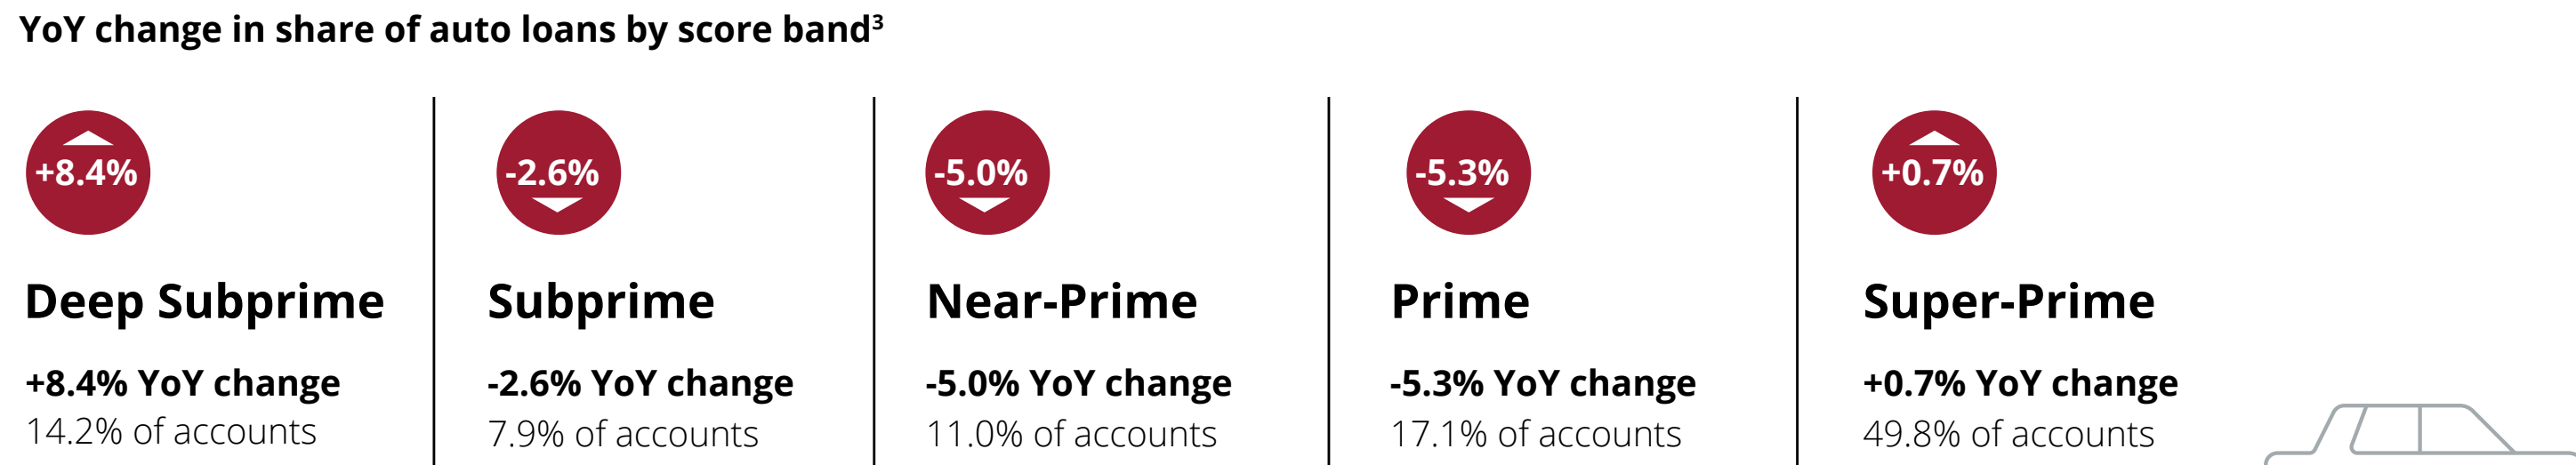 YoY change in share of auto loans by score band³
+8.4%
Deep Subprime
+8.4% YoY change
14.2% of accounts
-2.6%
Subprime
-2.6% YoY change
7.9% of accounts
-5.0%
Near-Prime
-5.0% YoY change
11.0% of accounts
-5.3%
Prime
-5.3% YoY change
17.1% of accounts
+0.7%
Super-Prime
+0.7% YoY change
49.8% of accounts